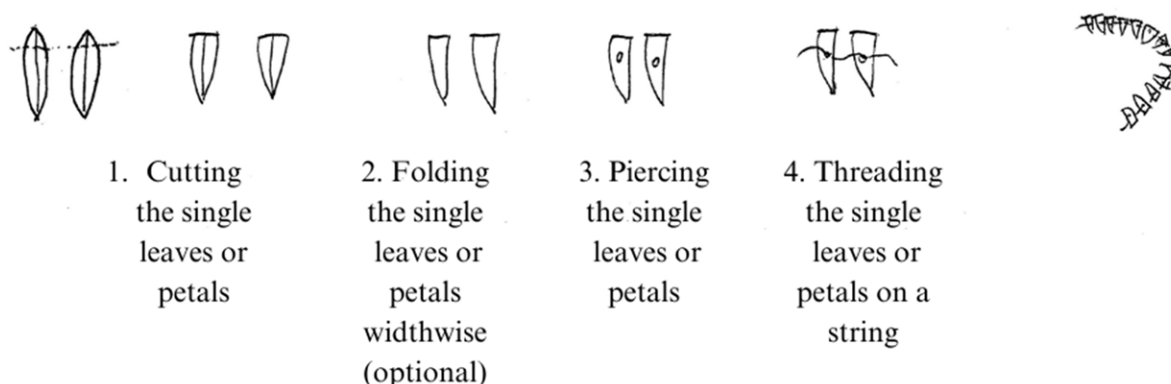 1. Cutting
the single
leaves or
petals
2. Folding
the single
leaves or
petals
widthwise
(optional)
3. Piercing
the single
leaves or
petals
4. Threading
the single
leaves or
petals on a
string